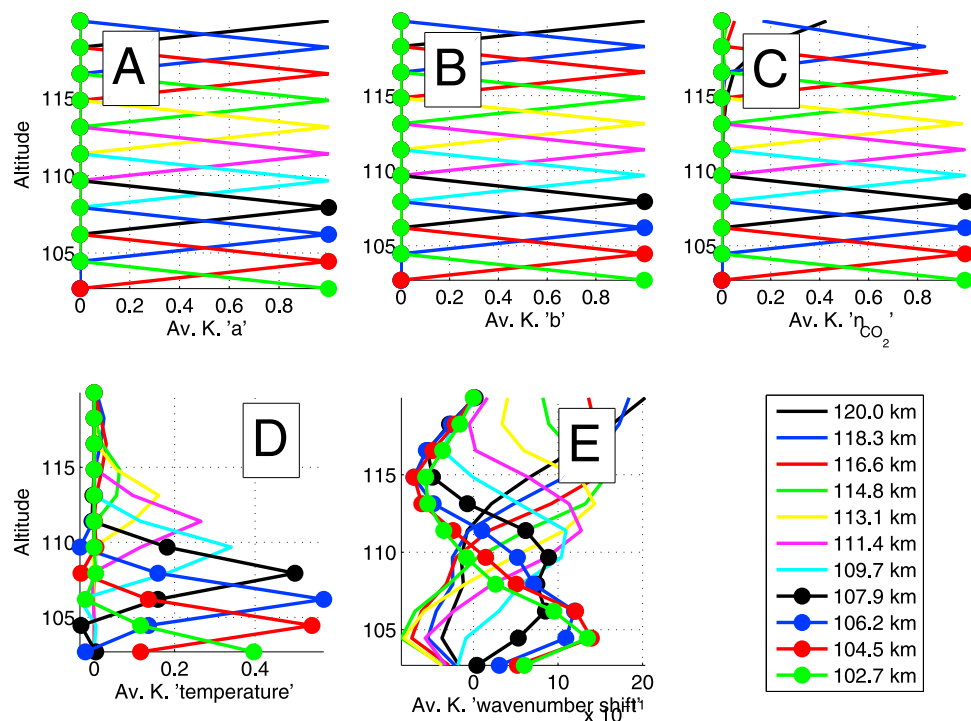 A
B
C
Altitude
115
110
105
0 0.2 0.4 0.6 0.8
Av. K. 'a'
115
110
105
0 0.2 0.4 0.6 0.8
Av. K. 'b'
115
110
105
0 0.2 0.4 0.6 0.8
Av. K. 'ηCO2'
D
E
Altitude
115
110
105
0 0.4
Av. K. 'temperature'
115
110
105
0 10 20
Av. K. 'wavenumber shift'
x 10
120.0 km
118.3 km
116.6 km
114.8 km
113.1 km
111.4 km
109.7 km
107.9 km
106.2 km
104.5 km
102.7 km